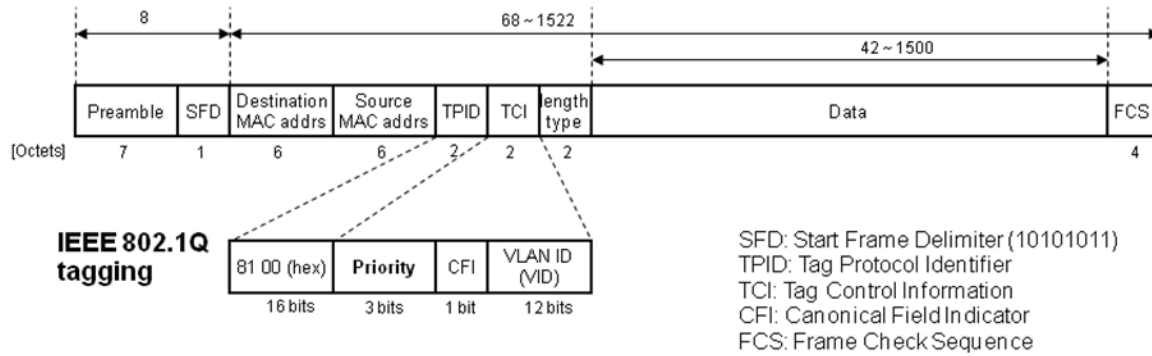 8
68 ~ 1522
42 ~ 1500
Preamble
SFD
Destination
MAC addrs
Source
MAC addrs
TPID
TCI
length
type
Data
FCS
[Octets]
7
1
6
6
2
2
2
4
IEEE 802.1Q
tagging
81 00 (hex)
Priority
CFI
VLAN ID
(VID)
16 bits
3 bits
1 bit
12 bits
SFD: Start Frame Delimiter (10101011)
TPID: Tag Protocol Identifier
TCI: Tag Control Information
CFI: Canonical Field Indicator
FCS: Frame Check Sequence